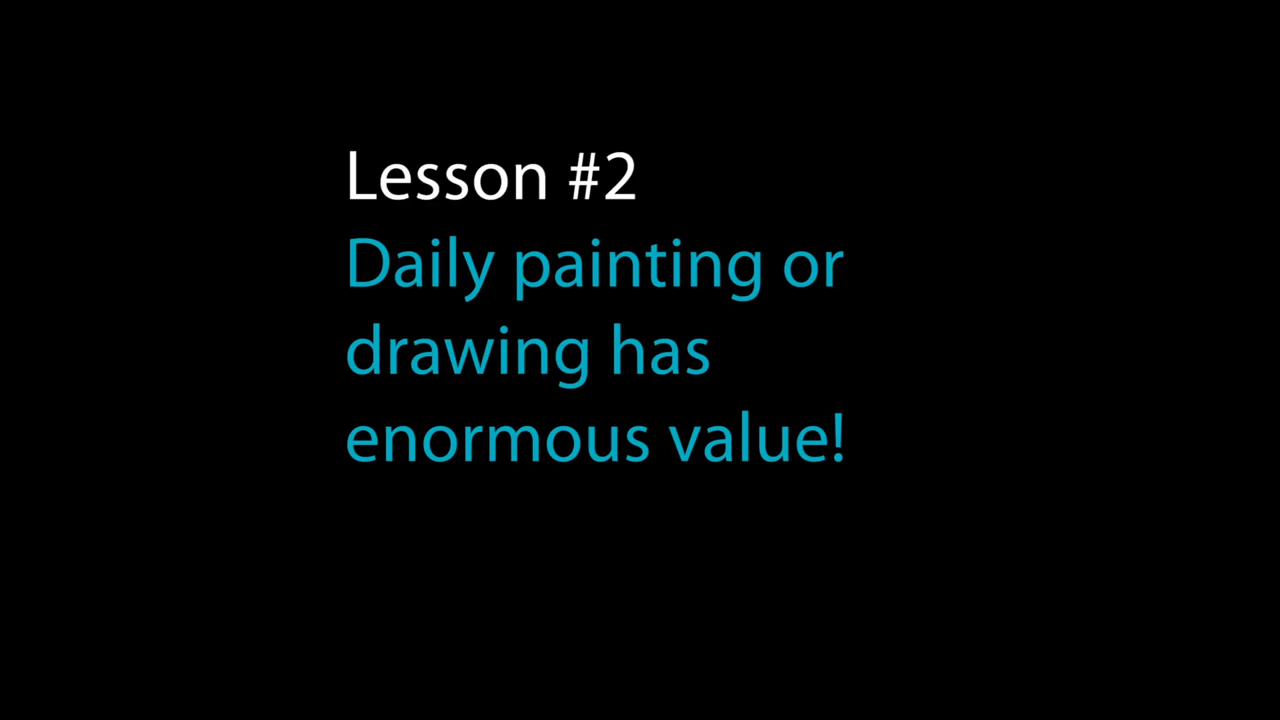 Lesson #2
Daily painting or
drawing has
enormous value!